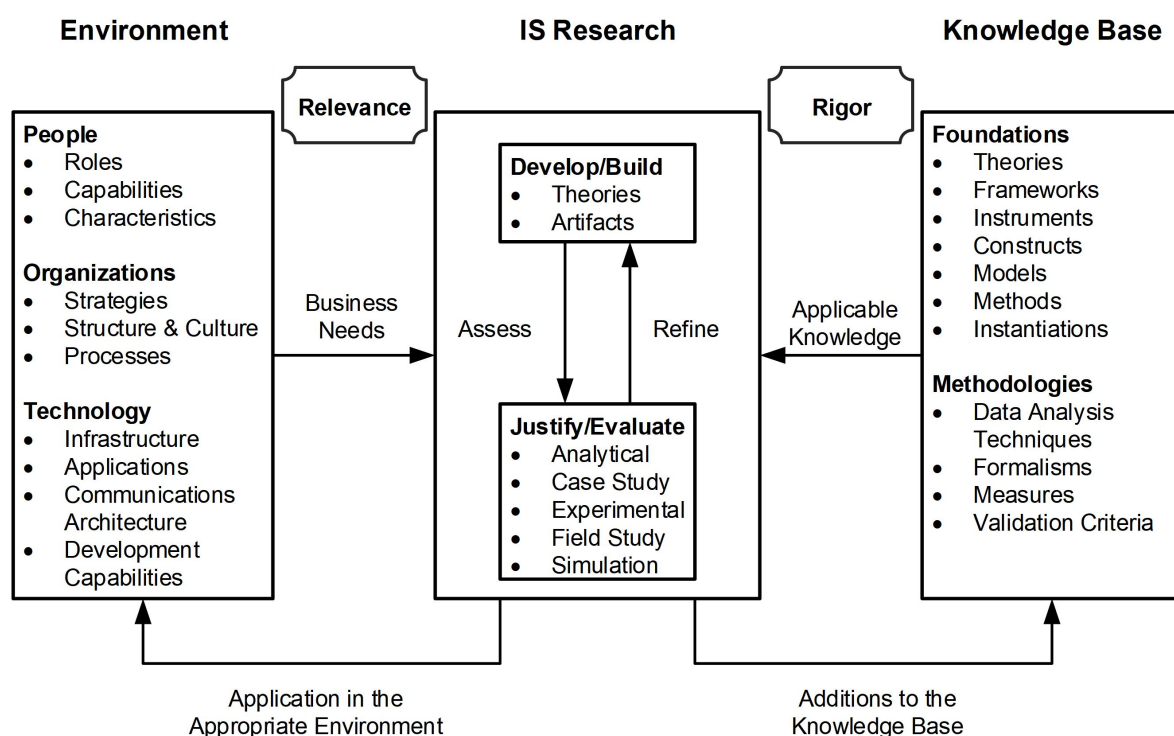 Environment
IS Research
Knowledge Base
Relevance
Rigor
People
• Roles
• Capabilities
• Characteristics
Organizations
• Strategies
• Structure & Culture
• Processes
Technology
• Infrastructure
• Applications
• Communications
Architecture
• Development
Capabilities
Business
Needs
Develop/Build
• Theories
• Artifacts
Assess
Refine
Justify/Evaluate
• Analytical
• Case Study
• Experimental
• Field Study
• Simulation
Applicable
Knowledge
Foundations
• Theories
• Frameworks
• Instruments
• Constructs
• Models
• Methods
• Instantiations
Methodologies
• Data Analysis
Techniques
• Formalisms
• Measures
• Validation Criteria
Application in the
Appropriate Environment
Additions to the
Knowledge Base